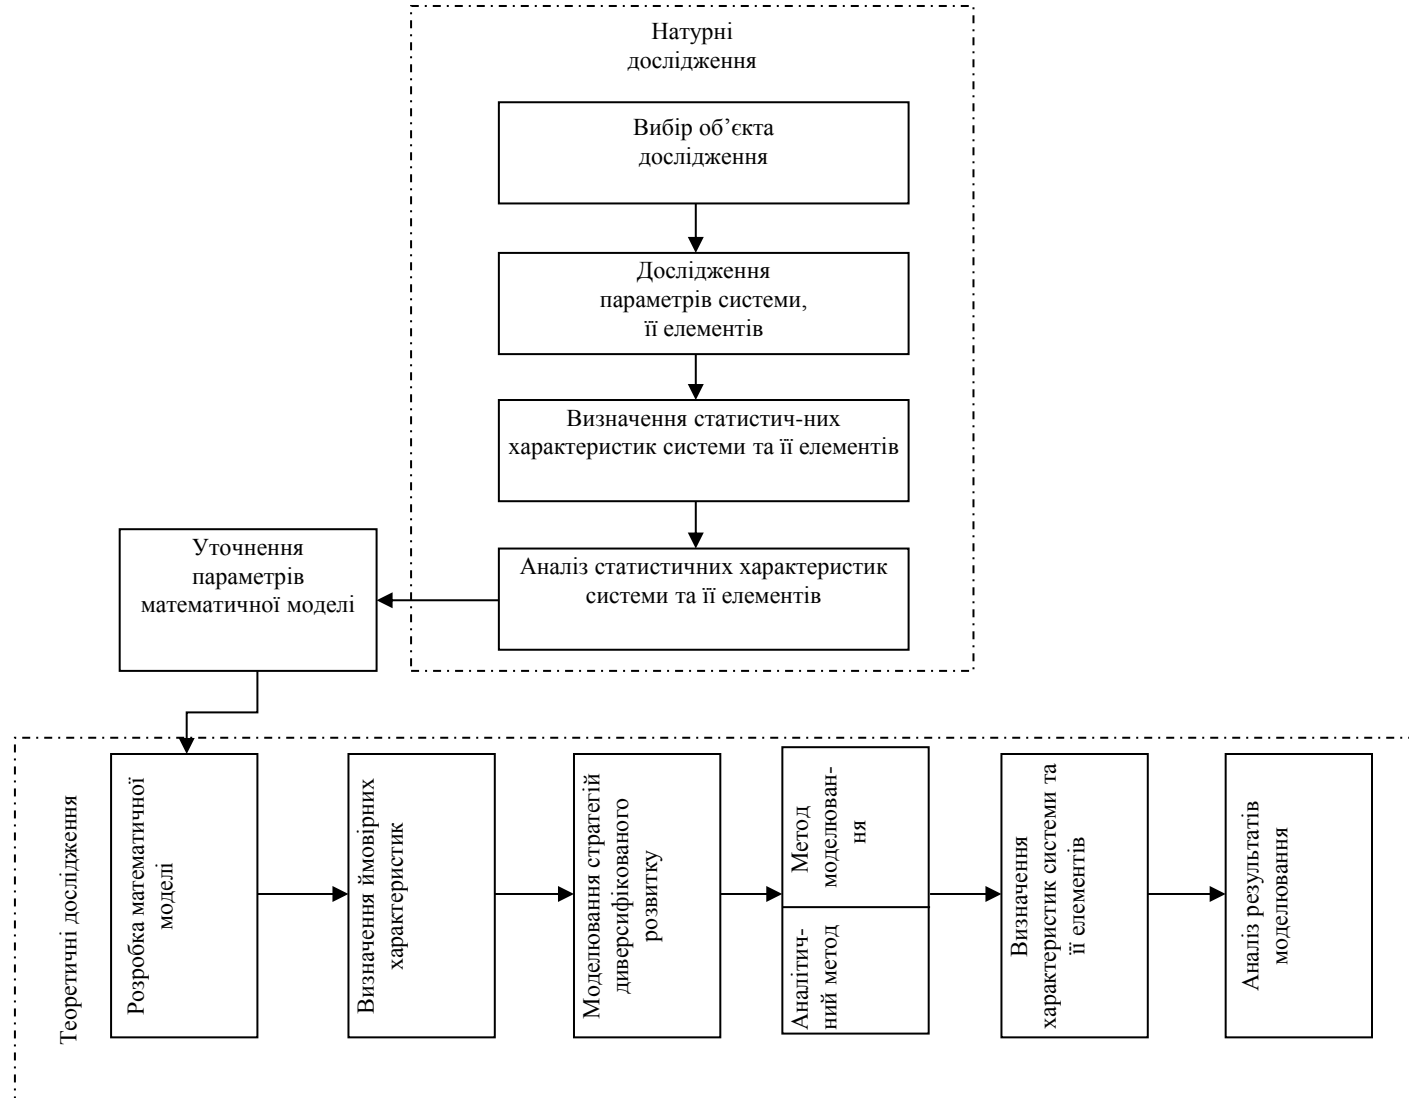 Натурні
дослідження
Вибір об’єкта
дослідження
Дослідження
параметрів системи,
її елементів
Визначення статистич-них
характеристик системи та її елементів
Аналіз статистичних характеристик
системи та її елементів
Уточнення
параметрів
математичної моделі
Теоретичні дослідження
Розробка математичної
моделі
Визначення ймовірних
характеристик
Моделювання стратегій
диверсифікованого
розвитку
Метод
моделюван-
ня
Аналітич-
ний метод
Визначення
характеристик системи та
її елементів
Аналіз результатів
моделювання